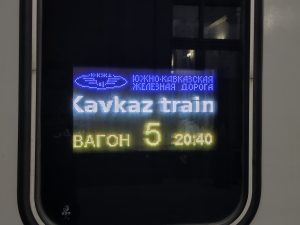 ЮЖНО-КАВКАЗСКАЯ
ЖЕЛЕЗНАЯ ДОРОГА
Kavkaz train
ВАГОН 5 20:40